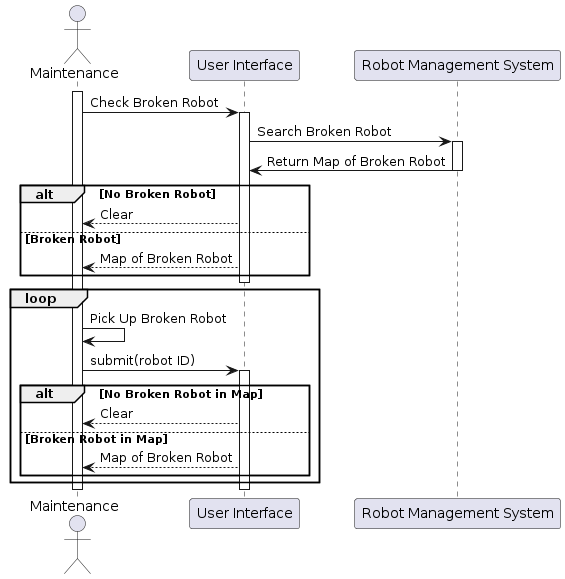 Maintenance
User Interface
Robot Management System
Check Broken Robot
Search Broken Robot
Return Map of Broken Robot
alt
[No Broken Robot]
Clear
[Broken Robot]
Map of Broken Robot
loop
Pick Up Broken Robot
submit(robot ID)
alt
[No Broken Robot in Map]
Clear
[Broken Robot in Map]
Map of Broken Robot
Maintenance
User Interface
Robot Management System